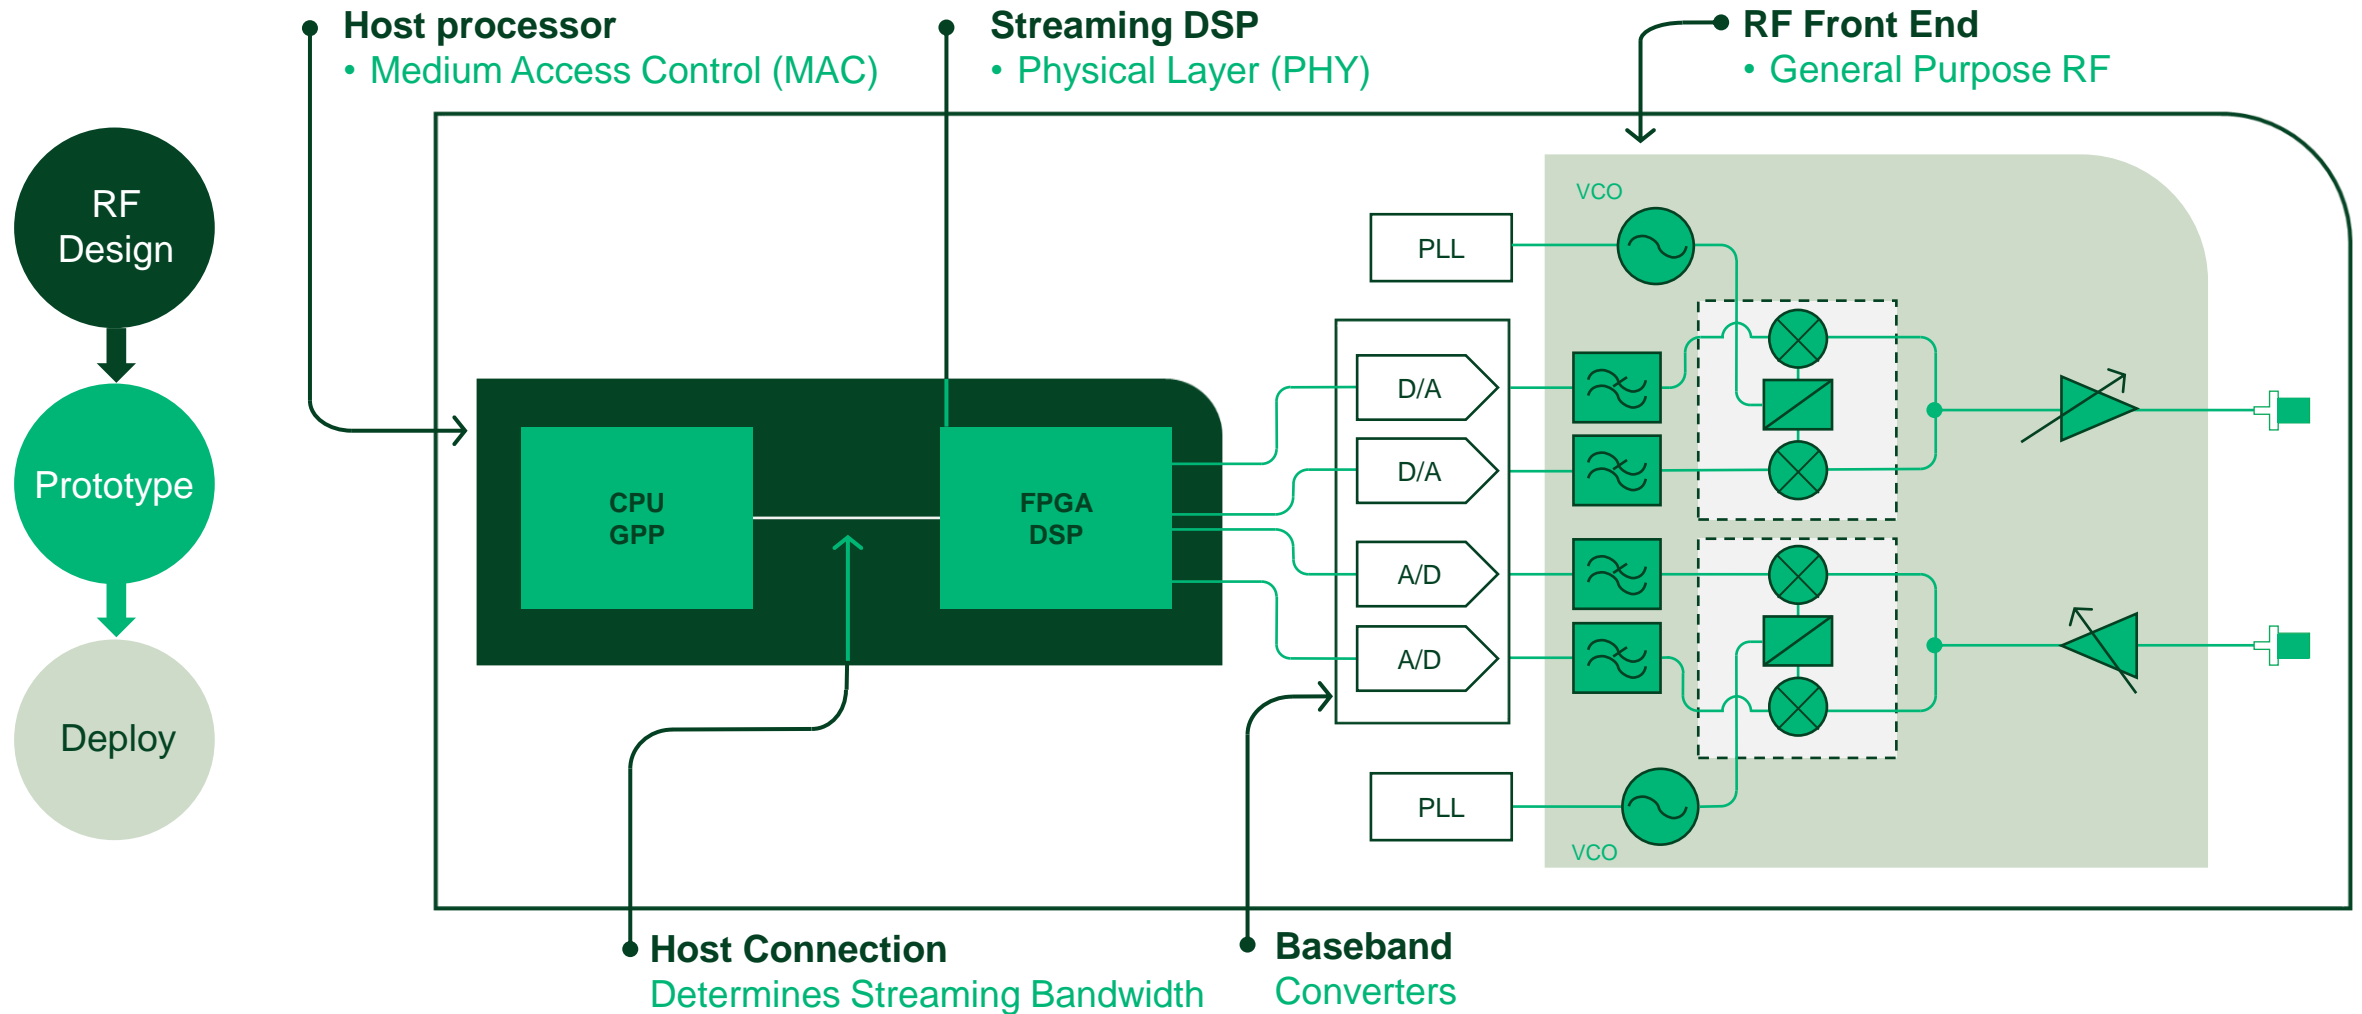 Host processor
• Medium Access Control (MAC)
Streaming DSP
• Physical Layer (PHY)
RF Front End
• General Purpose RF
RF
Design
Prototype
Deploy
CPU
GPP
FPGA
DSP
PLL
D/A
D/A
A/D
A/D
PLL
VCO
VCO
Host Connection
Determines Streaming Bandwidth
Baseband
Converters